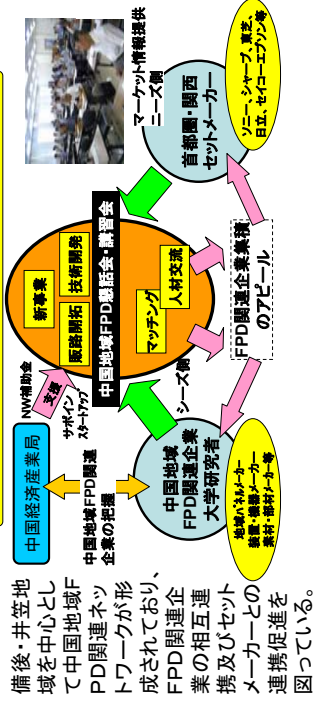 備後・井笠地
域を中心とし
て中国地域F
PD関連ネッ
トワークが形
成されており、
FPD関連企
業の相互連
携及びセット
メーカーとの
連携促進を
図っている。
中国経済産業局
NW補助金
支援
サポイン
スタートアップ
中国地域FPD関連
企業の把握
新事業
販路開拓
技術開発
中国地域FPD懇話会・講習会
マッチング
人材交流
マーケット情報提供
ニーズ側
首都圏・関西
セットメーカー
ソニー、シャープ、東芝、
日立、セイコーエプソン等
シーズ側
中国地域
FPD関連企業
大学研究者
地域パネルメーカー
装置・機器メーカー
素材・部材メーカー等
FPD関連企業集積
のアピール